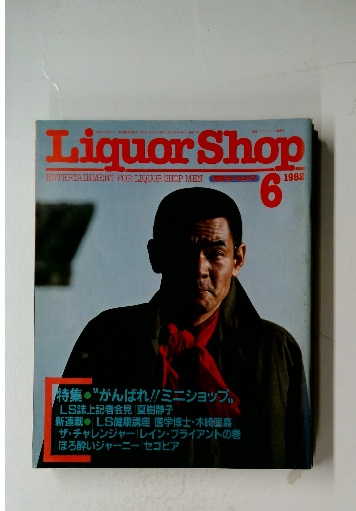 Liquor Shop
ENTERTAINMENT FOR LIQUOR SHOP MEN
6 1982
特集●“がんばれ!!ミニショップ〟
LS誌上記者会見|夏樹静子
新連載●LS健康講座 医学博士・木崎国嘉
ザ・チャレンジャー|レイン・ブライアントの巻
ほろ酔いジャーニー|セゴビア